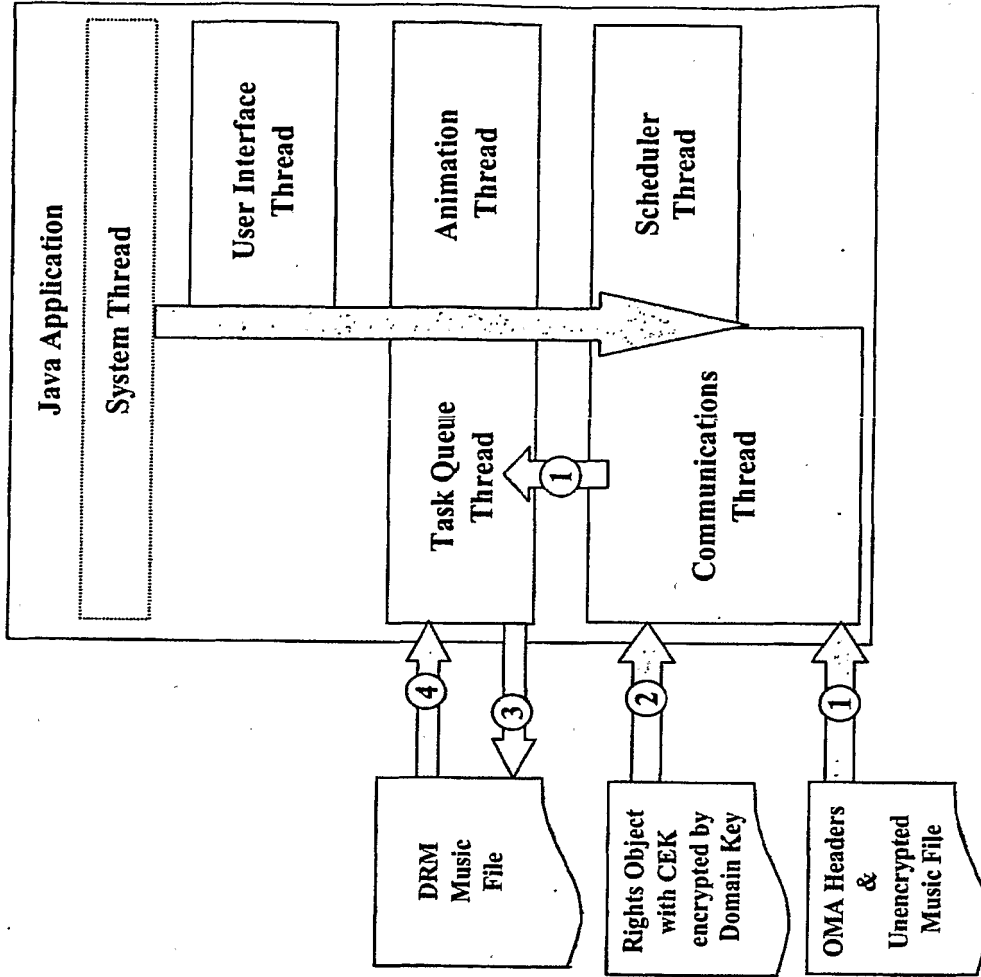 Java Application
System Thread
User Interface
Thread
Task Queue
Thread
Animation
Thread
Communications
Thread
Scheduler
Thread
1
4
3
2
1
DRM
Music
File
Rights Object
with CEK
encrypted by
Domain Key
OMA Headers
&
Unencrypted
Music File